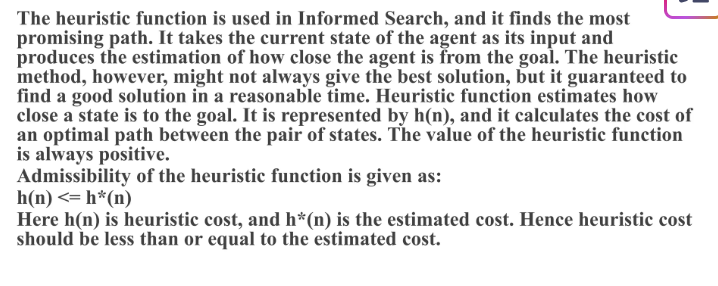 The heuristic function is used in Informed Search, and it finds the most
promising path. It takes the current state of the agent as its input and
produces the estimation of how close the agent is from the goal. The heuristic
method, however, might not always give the best solution, but it guaranteed to
find a good solution in a reasonable time. Heuristic function estimates how
close a state is to the goal. It is represented by h(n), and it calculates the cost of
an optimal path between the pair of states. The value of the heuristic function
is always positive.
Admissibility of the heuristic function is given as:
h(n) <= h*(n)
Here h(n) is heuristic cost, and h*(n) is the estimated cost. Hence heuristic cost
should be less than or equal to the estimated cost.